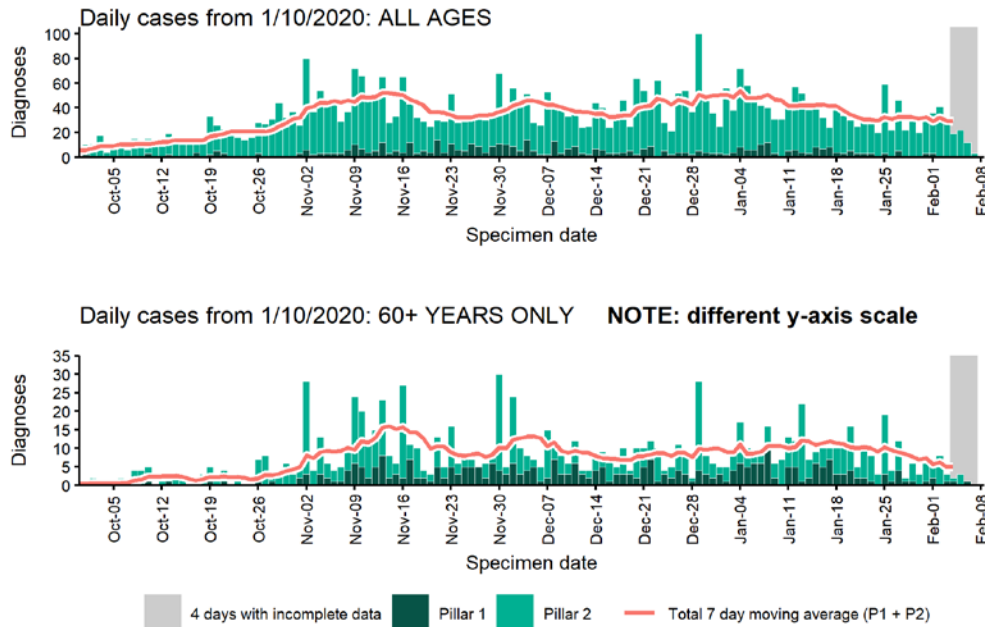 Daily cases from 1/10/2020: ALL AGES
100
80
60
40
20
0
Diagnoses
Oct-05 Oct-12 Oct-19 Oct-26 Nov-02 Nov-09 Nov-16 Nov-23 Nov-30 Dec-07 Dec-14 Dec-21 Dec-28 Jan-04 Jan-11 Jan-18 Jan-25 Feb-01 Feb-08
Specimen date
Daily cases from 1/10/2020: 60+ YEARS ONLY NOTE: different y-axis scale
35
30
25
20
15
10
5
0
Diagnoses
Oct-05 Oct-12 Oct-19 Oct-26 Nov-02 Nov-09 Nov-16 Nov-23 Nov-30 Dec-07 Dec-14 Dec-21 Dec-28 Jan-04 Jan-11 Jan-18 Jan-25 Feb-01 Feb-08
Specimen date
4 days with incomplete data Pillar 1 Pillar 2 Total 7 day moving average (P1 + P2)